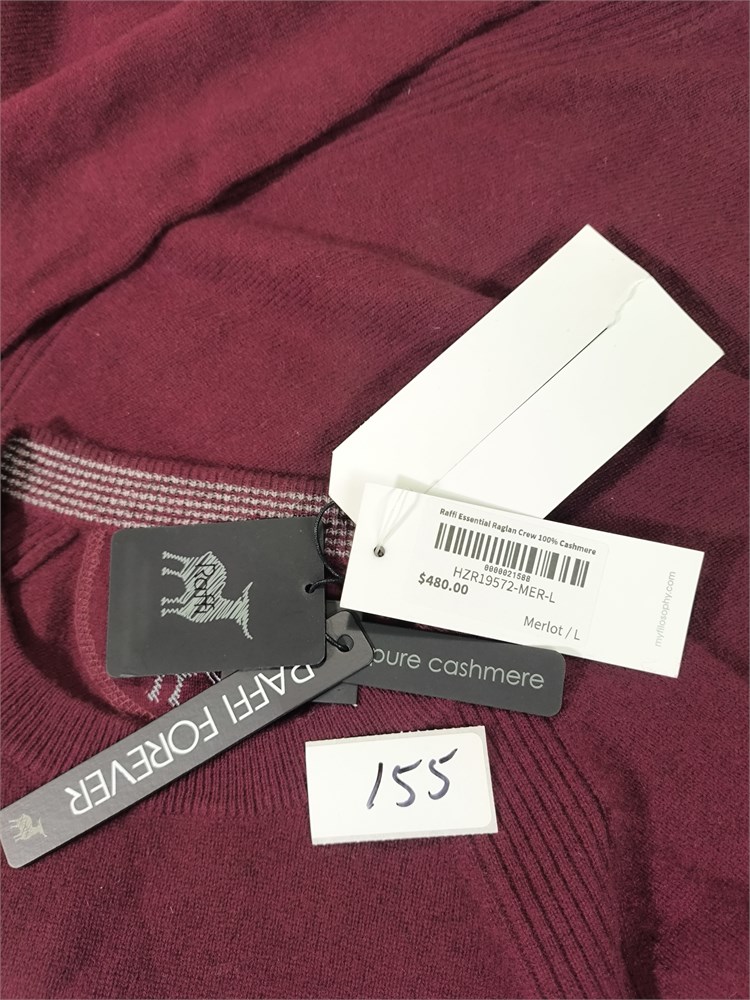 Raffi Essential Raglan Crew 100% Cashmere
0000021588
HZR19572-MER-L
$480.00
Merlot / L
myfilosophy.com
Raffi
pure cashmere
RAFFI FOREVER
155